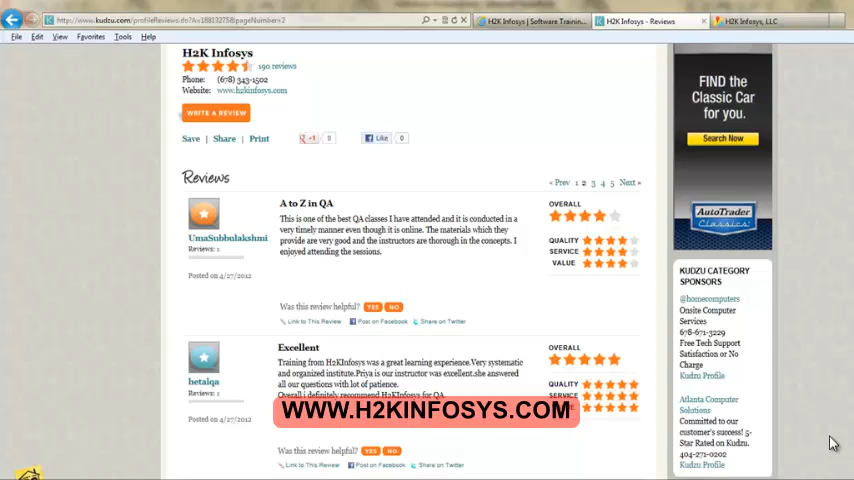 http://www.kudzu.com/profileReviews.do?A=18813275&pageNumber=2
H2K Infosys | Software Trainin...
H2K Infosys - Reviews
H2K Infosys, LLC
File Edit View Favorites Tools Help
H2K Infosys
190 reviews
Phone: (678) 343-1502
Website: www.h2kinfosys.com
WRITE A REVIEW
Save | Share | Print
+1 0
Like 0
Reviews
« Prev 1 2 3 4 5 Next »
A to Z in QA
This is one of the best QA classes I have attended and it is conducted in a
very timely manner even though it is online. The materials which they
provide are very good and the instructors are thorough in the concepts. I
enjoyed attending the sessions.
UmaSubbulakshmi
Reviews: 1
Posted on 4/27/2012
OVERALL
QUALITY
SERVICE
VALUE
Was this review helpful? YES NO
Link to This Review Post on Facebook Share on Twitter
Excellent
Training from H2KInfosys was a great learning experience.Very systematic
and organized institute.Priya is our instructor was excellent.she answered
all our questions with lot of patience.
Overall i definitely recommend H2KInfosys for QA
hetalqa
Reviews: 1
Posted on 4/27/2012
OVERALL
QUALITY
SERVICE
WWW.H2KINFOSYS.COM
Was this review helpful? YES NO
Link to This Review Post on Facebook Share on Twitter
FIND the
Classic Car
for you.
Search Now
AutoTrader
Classics
KUDZU CATEGORY
SPONSORS
@homecomputers
Onsite Computer
Services
678-671-3229
Free Tech Support
Satisfaction or No
Charge
Kudzu Profile
Atlanta Computer
Solutions
Committed to our
customer's success! 5-
Star Rated on Kudzu.
404-271-0202
Kudzu Profile